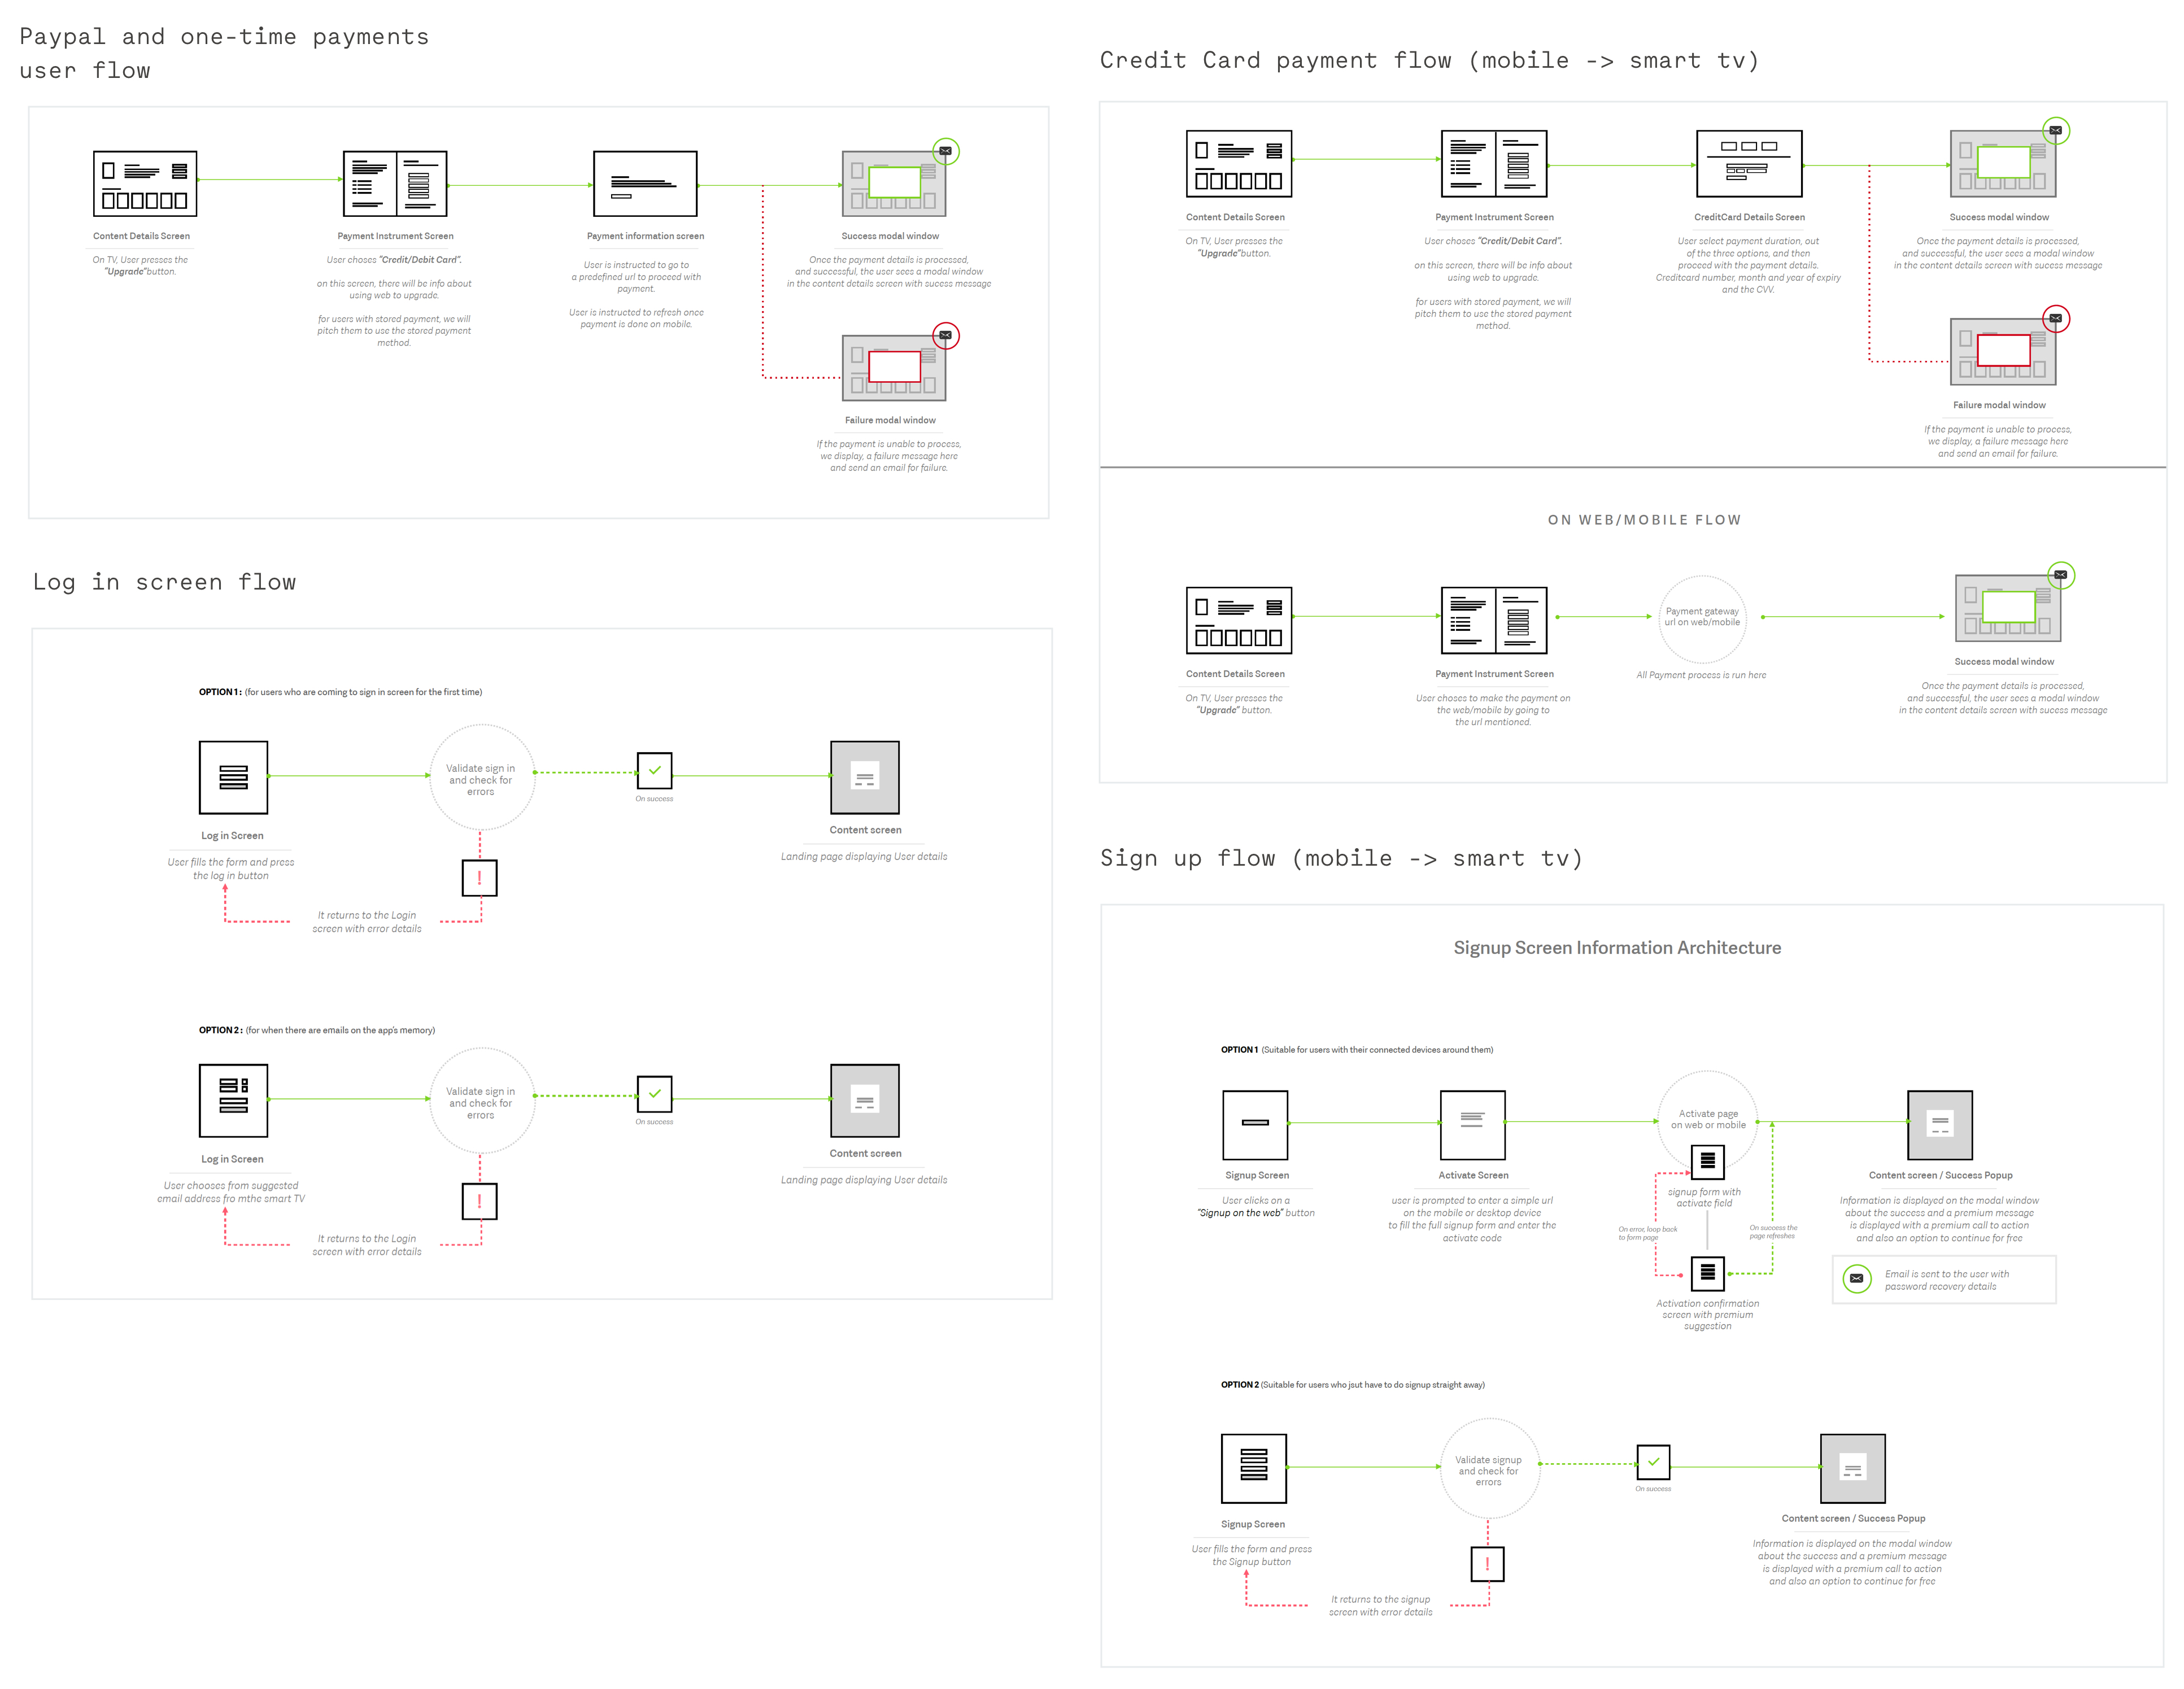 Paypal and one-time payments
user flow
Content Details Screen
On TV, User presses the
"Upgrade"button.
Payment Instrument Screen
User choses "Credit/Debit Card".
on this screen, there will be info about
using web to upgrade.
for users with stored payment, we will
pitch them to use the stored payment
method.
Payment information screen
User is instructed to go to
a predefined url to proceed with
payment.
User is instructed to refresh once
payment is done on mobile.
Success modal window
Once the payment details is processed,
and successful, the user sees a modal window
in the content details screen with sucess message
Failure modal window
If the payment is unable to process,
we display, a failure message here
and send an email for failure.
Credit Card payment flow (mobile -> smart tv)
Content Details Screen
On TV, User presses the
"Upgrade"button.
Payment Instrument Screen
User choses "Credit/Debit Card".
on this screen, there will be info about
using web to upgrade.
for users with stored payment, we will
pitch them to use the stored payment
method.
CreditCard Details Screen
User select payment duration, out
of the three options, and then
proceed with the payment details.
Creditcard number, month and year of expiry
and the CVV.
Success modal window
Once the payment details is processed,
and successful, the user sees a modal window
in the content details screen with sucess message
Failure modal window
If the payment is unable to process,
we display, a failure message here
and send an email for failure.
ON WEB/MOBILE FLOW
Content Details Screen
On TV, User presses the
"Upgrade" button.
Payment Instrument Screen
User choses to make the payment on
the web/mobile by going to
the url mentioned.
Payment gateway
url on web/mobile
All Payment process is run here
Success modal window
Once the payment details is processed,
and successful, the user sees a modal window
in the content details screen with sucess message
Log in screen flow
OPTION 1 : (for users who are coming to sign in screen for the first time)
Log in Screen
User fills the form and press
the log in button
Validate sign in
and check for
errors
On success
Content screen
Landing page displaying User details
!
It returns to the Login
screen with error details
OPTION 2 : (for when there are emails on the app's memory)
Log in Screen
User chooses from suggested
email address fro mthe smart TV
Validate sign in
and check for
errors
On success
Content screen
Landing page displaying User details
!
It returns to the Login
screen with error details
Sign up flow (mobile -> smart tv)
Signup Screen Information Architecture
OPTION 1 (Suitable for users with their connected devices around them)
Signup Screen
User clicks on a
"Signup on the web" button
Activate Screen
user is prompted to enter a simple url
on the mobile or desktop device
to fill the full signup form and enter the
activate code
Activate page
on web or mobile
signup form with
activate field
On error, loop back
to form page
On success the
page refreshes
Activation confirmation
screen with premium
suggestion
Content screen / Success Popup
Information is displayed on the modal window
about the success and a premium message
is displayed with a premium call to action
and also an option to continue for free
Email is sent to the user with
password recovery details
OPTION 2 (Suitable for users who jsut have to do signup straight away)
Signup Screen
User fills the form and press
the Signup button
Validate signup
and check for
errors
On success
Content screen / Success Popup
Information is displayed on the modal window
about the success and a premium message
is displayed with a premium call to action
and also an option to continue for free
!
It returns to the signup
screen with error details